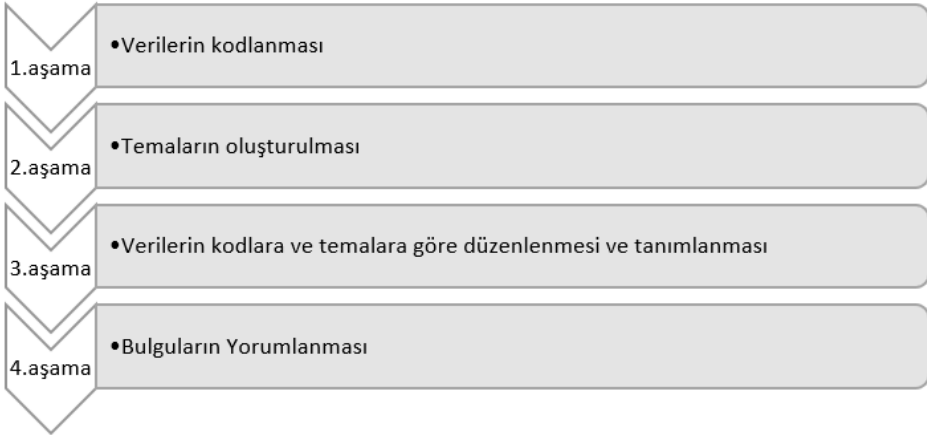 1.aşama
•Verilerin kodlanması
2.aşama
•Temaların oluşturulması
3.aşama
•Verilerin kodlara ve temalara göre düzenlenmesi ve tanımlanması
4.aşama
•Bulguların Yorumlanması